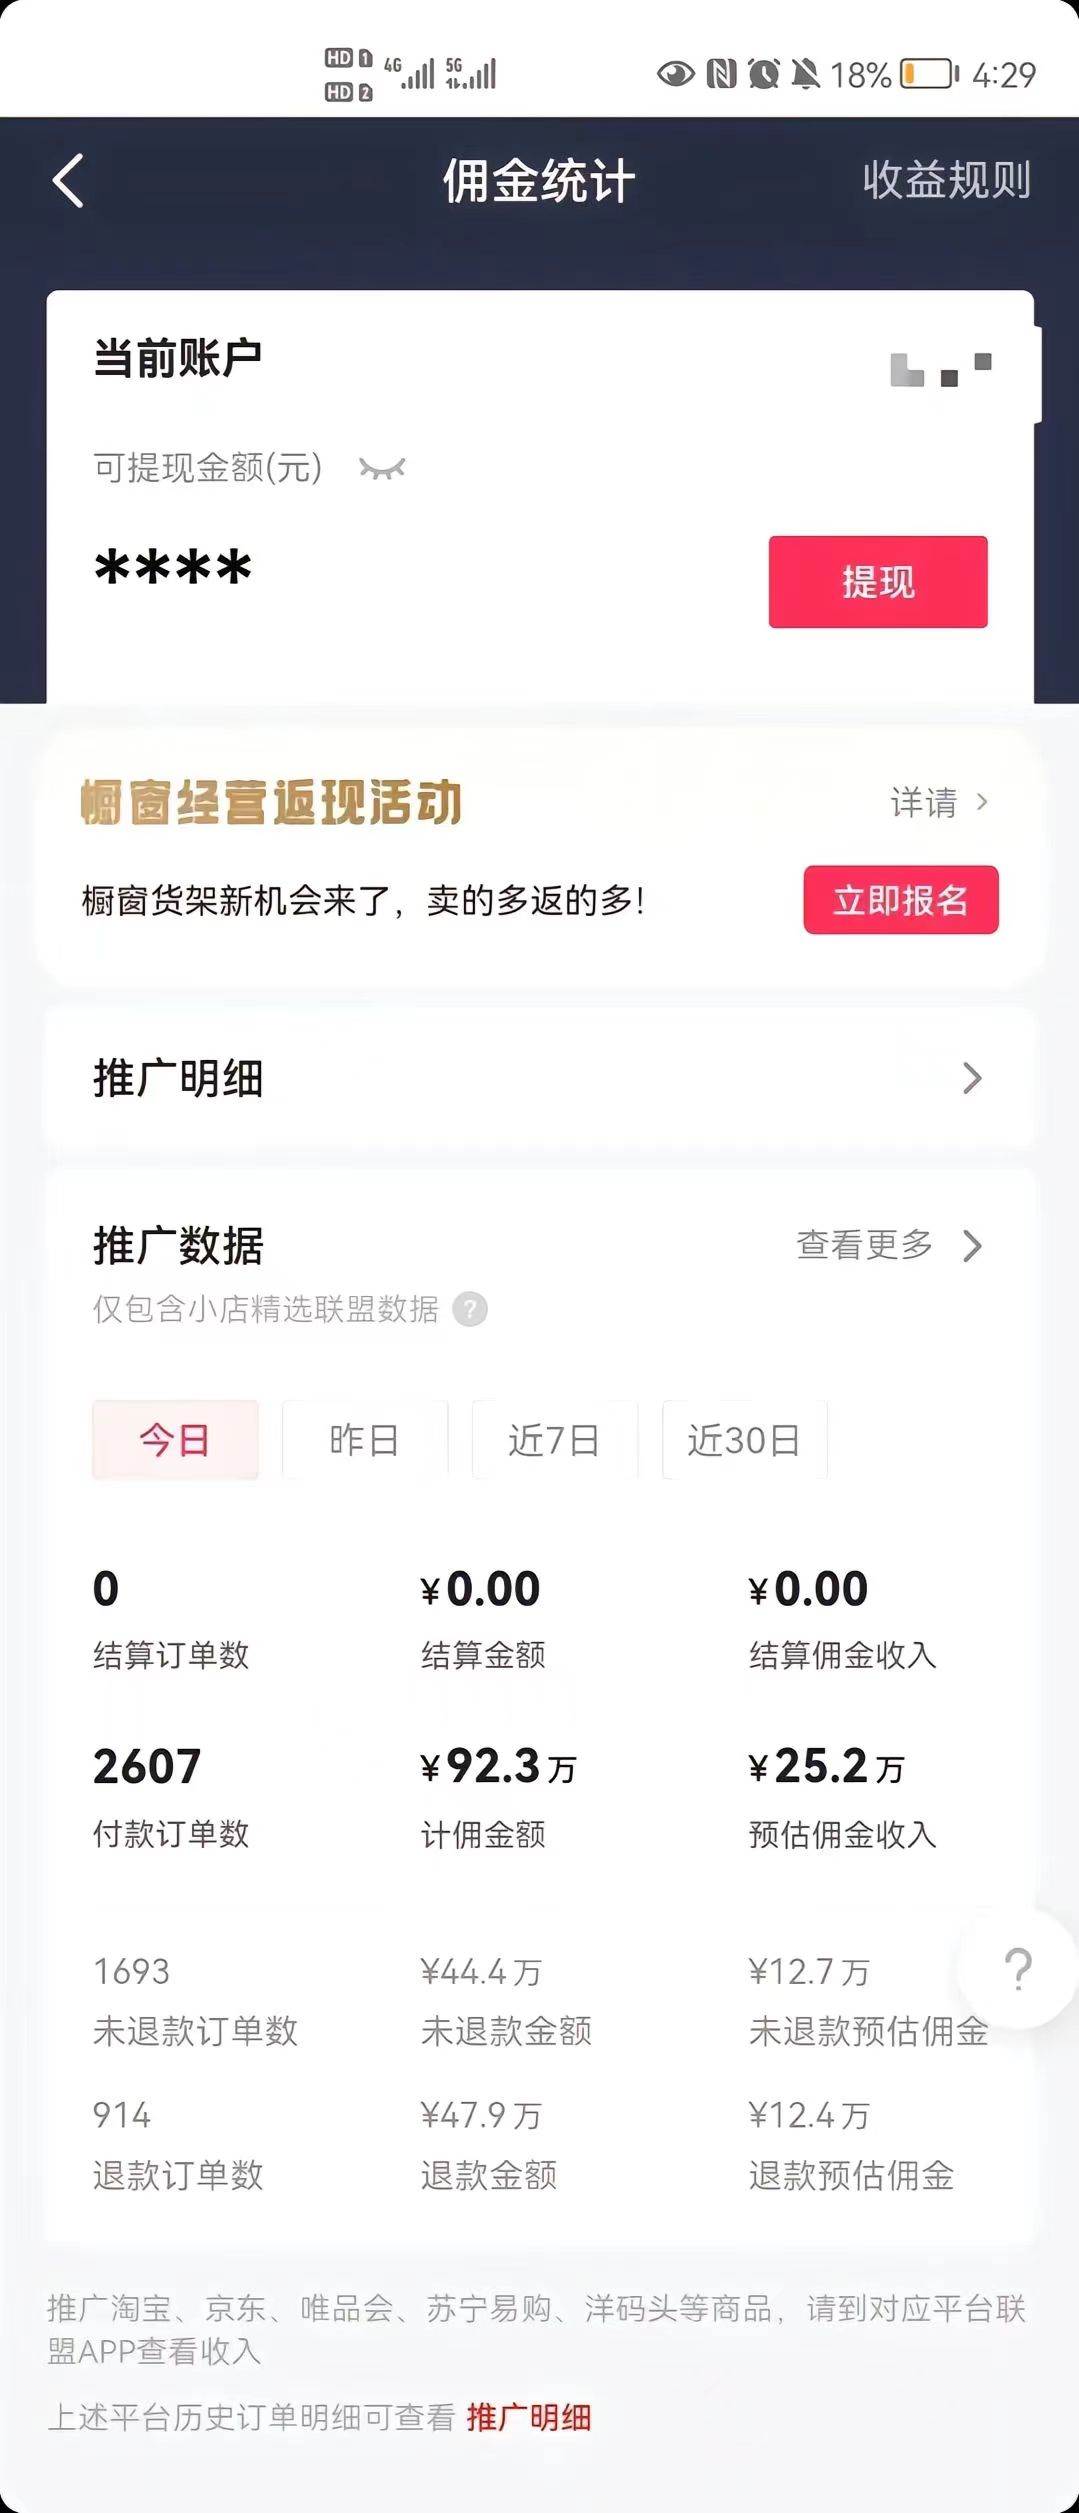 HD 1 4G 5G 18% 4:29
HD 2
佣金统计 收益规则
当前账户
可提现金额(元)
****
提现
橱窗经营返现活动 详请
橱窗货架新机会来了，卖的多返的多！ 立即报名
推广明细
推广数据 查看更多
仅包含小店精选联盟数据 ?
今日 昨日 近7日 近30日
0 ¥0.00 ¥0.00
结算订单数 结算金额 结算佣金收入
2607 ¥92.3万 ¥25.2万
付款订单数 计佣金额 预估佣金收入
1693 ¥44.4万 ¥12.7万 ?
未退款订单数 未退款金额 未退款预估佣金
914 ¥47.9万 ¥12.4万
退款订单数 退款金额 退款预估佣金
推广淘宝、京东、唯品会、苏宁易购、洋码头等商品，请到对应平台联
盟APP查看收入
上述平台历史订单明细可查看 推广明细